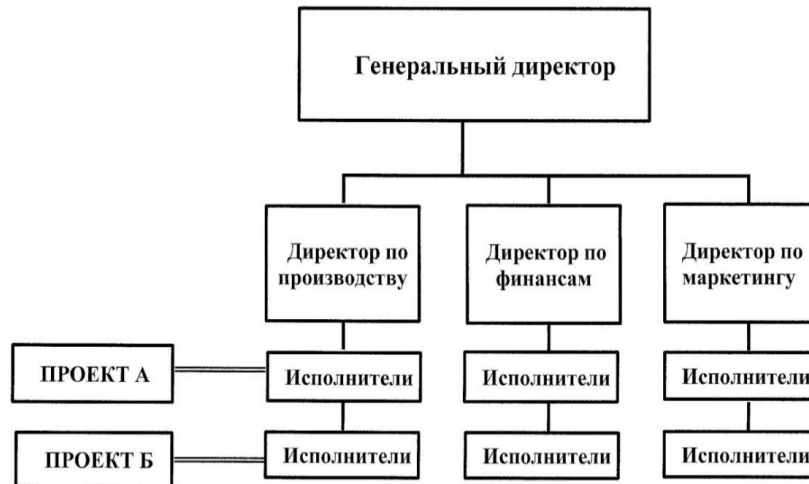 Генеральный директор
Директор по
производству
Директор по
финансам
Директор по
маркетингу
ПРОЕКТ А
Исполнители
Исполнители
Исполнители
ПРОЕКТ Б
Исполнители
Исполнители
Исполнители